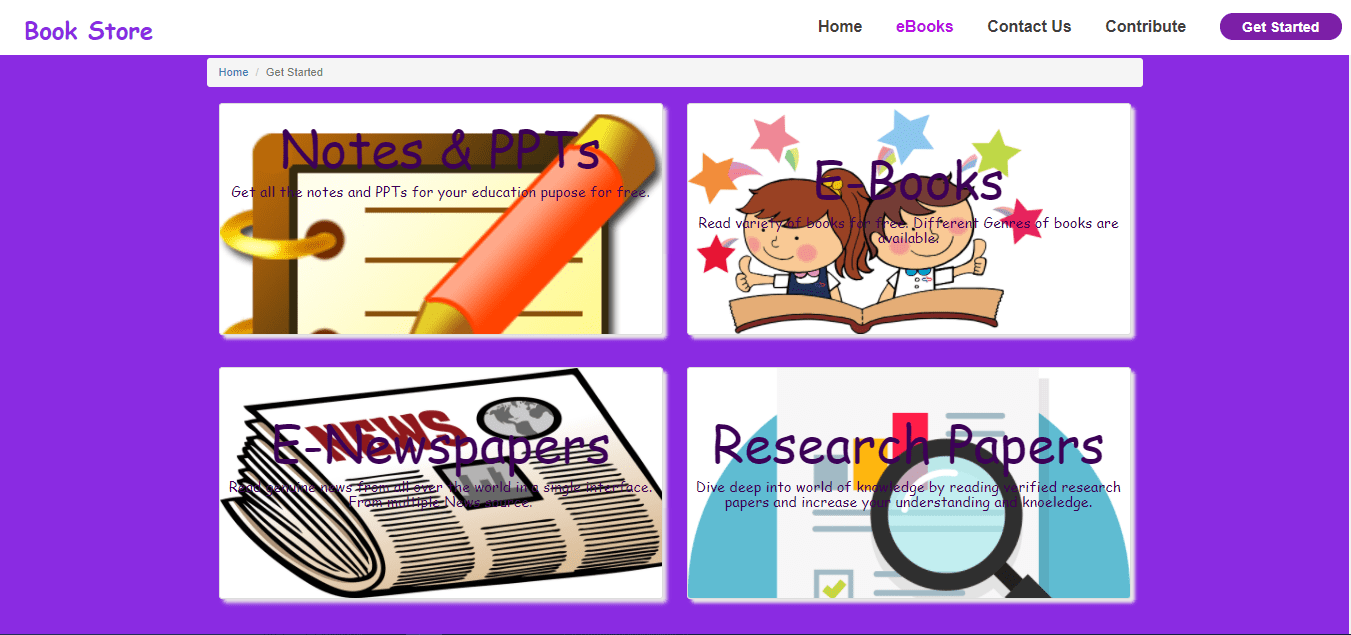 Book Store
Home
eBooks
Contact Us
Contribute
Get Started
Home / Get Started
Notes & PPTs
Get all the notes and PPTs for your education pupose for free.
E-Books
Read variety of books for free. Different Genres of books are
available.
NEWS
E-Newspapers
Read genuine news from all over the world in a single interface.
From multiple News source.
Research Papers
Dive deep into world of knowledge by reading verified research
papers and increase your understanding and knoeledge.